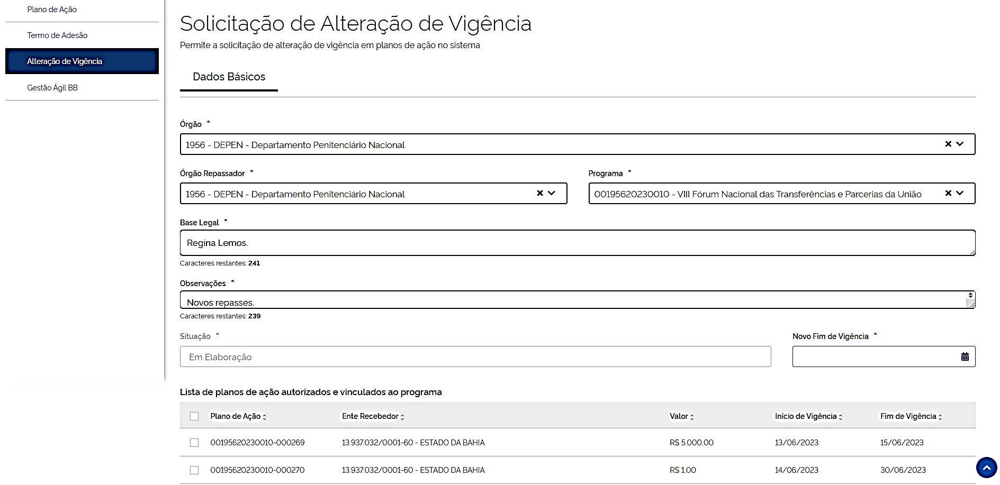 Plano de Ação
Termo de Adesão
Alteração de Vigência
Gestão Ágil BB
Solicitação de Alteração de Vigência
Permite a solicitação de alteração de vigência em planos de ação no sistema
Dados Básicos
Órgão *
1956 - DEPEN - Departamento Penitenciário Nacional
Órgão Repassador * Programa *
1956 - DEPEN - Departamento Penitenciário Nacional 00195620230010 - VIII Fórum Nacional das Transferências e Parcerias da União
Base Legal *
Regina Lemos.
Caracteres restantes: 241
Observações *
Novos repasses.
Caracteres restantes: 239
Situação * Novo Fim de Vigência *
Em Elaboração
Lista de planos de ação autorizados e vinculados ao programa
Plano de Ação Ente Recebedor Valor Início de Vigência Fim de Vigência
00195620230010-000269 13.937.032/0001-60 - ESTADO DA BAHIA R$ 5.000,00 13/06/2023 15/06/2023
00195620230010-000270 13.937.032/0001-60 - ESTADO DA BAHIA R$ 1,00 14/06/2023 30/06/2023